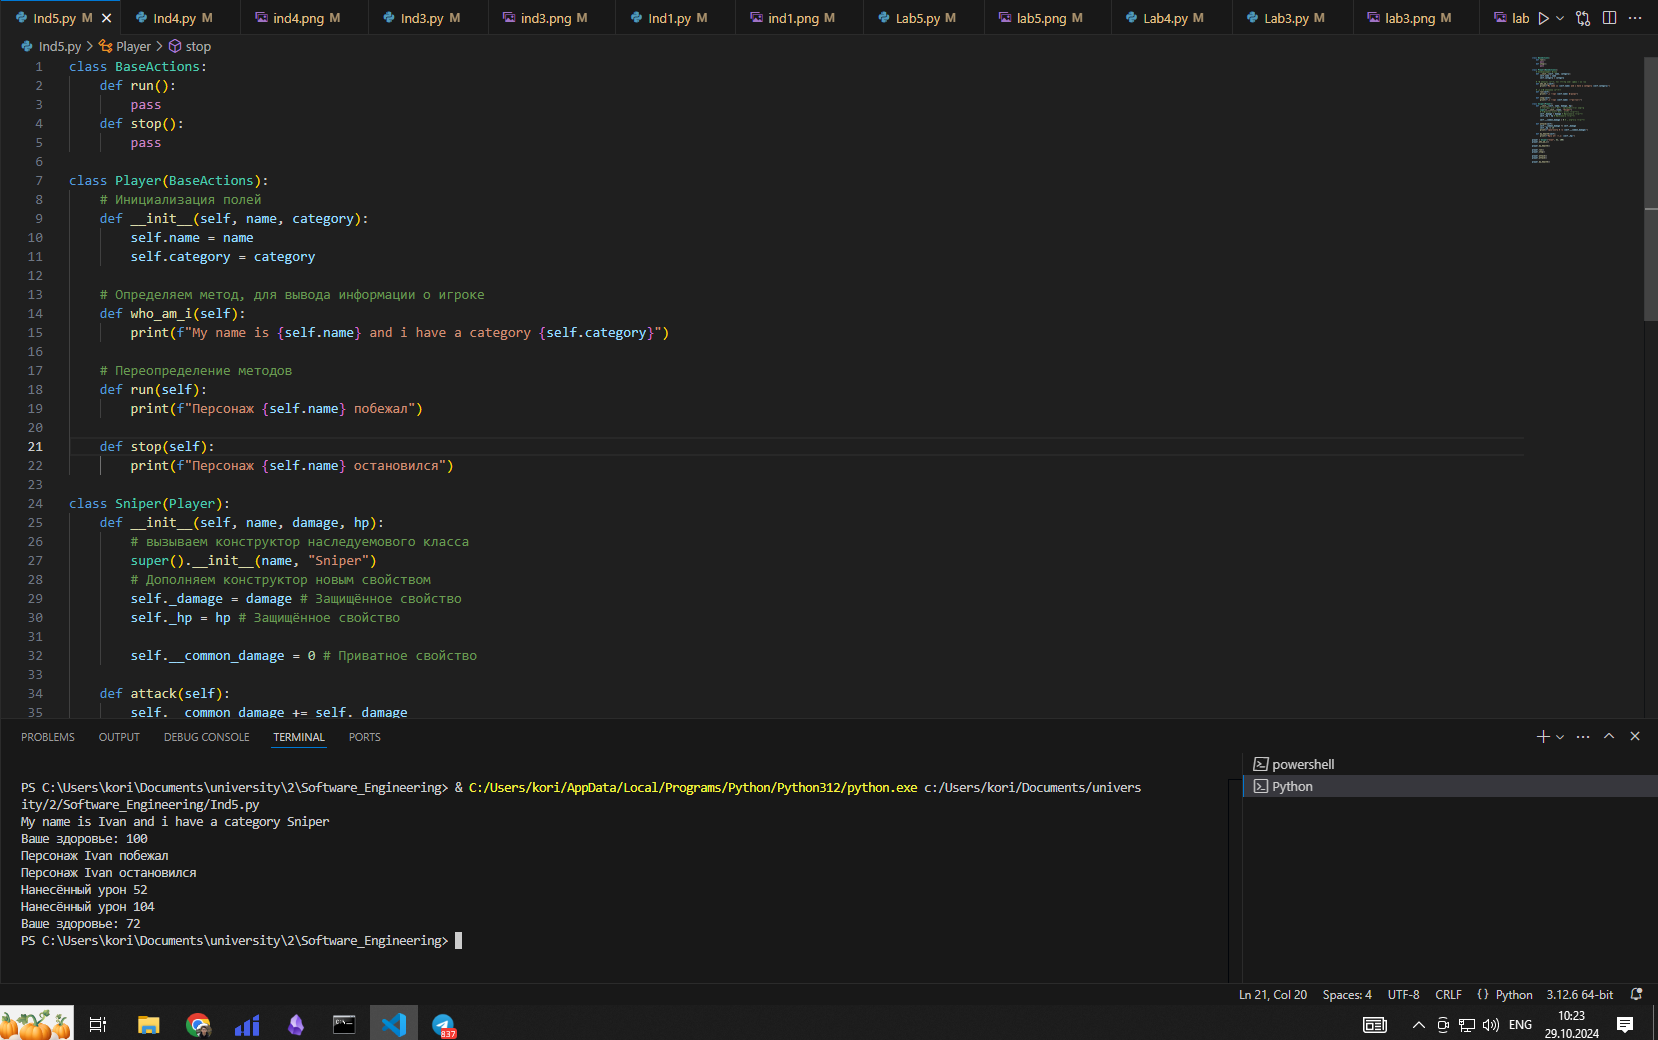 Ind5.py M Ind4.py M ind4.png M Ind3.py M ind3.png M Ind1.py M ind1.png M Lab5.py M lab5.png M Lab4.py M Lab3.py M lab3.png M lab
Ind5.py > Player > stop
1 class BaseActions:
2 def run():
3 pass
4 def stop():
5 pass
6
7 class Player(BaseActions):
8 # Инициализация полей
9 def __init__(self, name, category):
10 self.name = name
11 self.category = category
12
13 # Определяем метод, для вывода информации о игроке
14 def who_am_i(self):
15 print(f"My name is {self.name} and i have a category {self.category}")
16
17 # Переопределение методов
18 def run(self):
19 print(f"Персонаж {self.name} побежал")
20
21 def stop(self):
22 print(f"Персонаж {self.name} остановился")
23
24 class Sniper(Player):
25 def __init__(self, name, damage, hp):
26 # вызываем конструктор наследуемового класса
27 super().__init__(name, "Sniper")
28 # Дополняем конструктор новым свойством
29 self._damage = damage # Защищённое свойство
30 self._hp = hp # Защищённое свойство
31
32 self.__common_damage = 0 # Приватное свойство
33
34 def attack(self):
35 self.__common_damage += self._damage
PROBLEMS OUTPUT DEBUG CONSOLE TERMINAL PORTS
powershell
Python
PS C:\Users\kori\Documents\university\2\Software_Engineering> & C:/Users/kori/AppData/Local/Programs/Python/Python312/python.exe c:/Users/kori/Documents/univers
ity/2/Software_Engineering/Ind5.py
My name is Ivan and i have a category Sniper
Ваше здоровье: 100
Персонаж Ivan побежал
Персонаж Ivan остановился
Нанесённый урон 52
Нанесённый урон 104
Ваше здоровье: 72
PS C:\Users\kori\Documents\university\2\Software_Engineering>
Ln 21, Col 20 Spaces: 4 UTF-8 CRLF {} Python 3.12.6 64-bit
837
ENG
10:23
29.10.2024